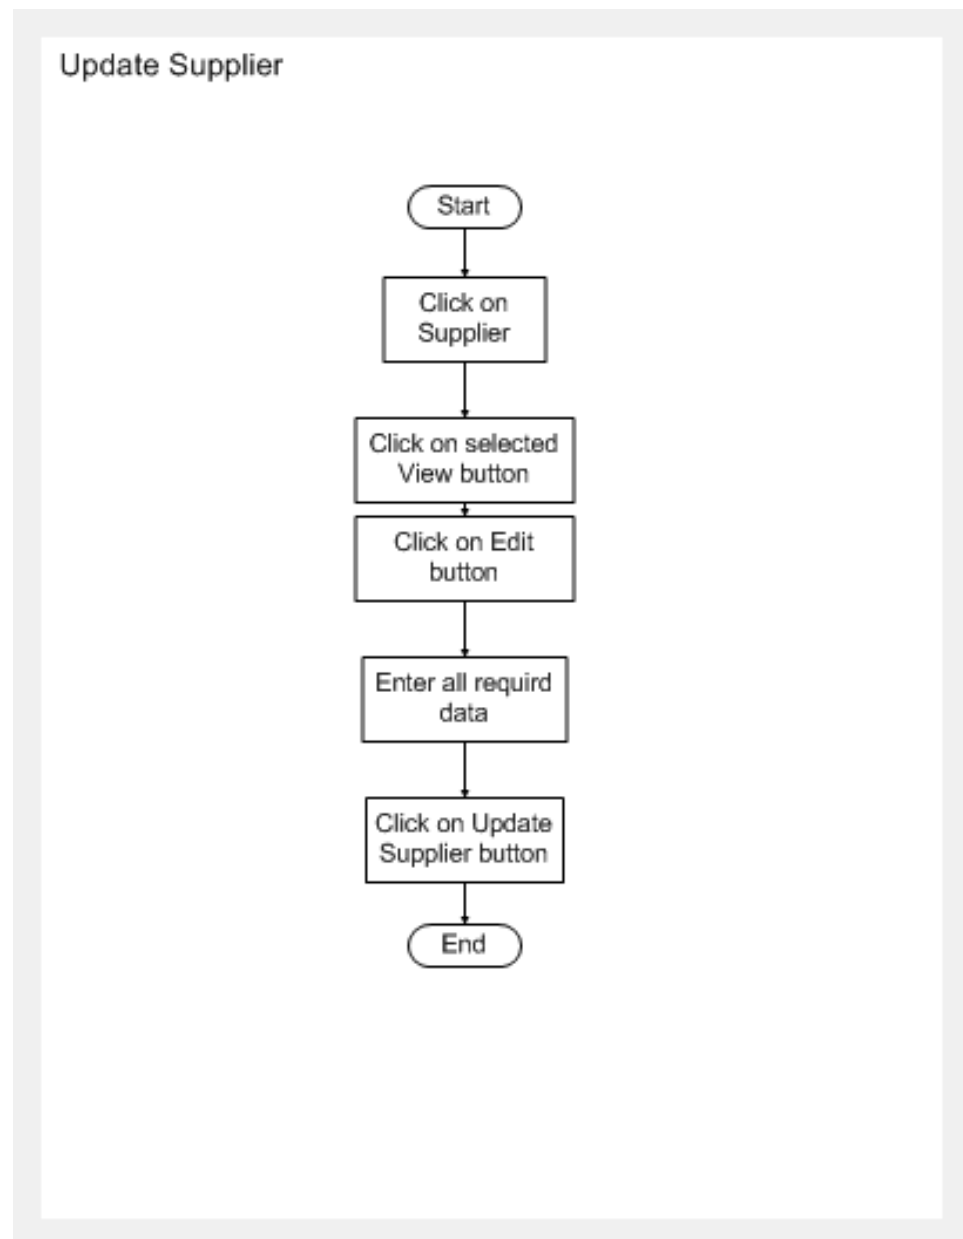 Update Supplier
Start
Click on
Supplier
Click on selected
View button
Click on Edit
button
Enter all requird
data
Click on Update
Supplier button
End